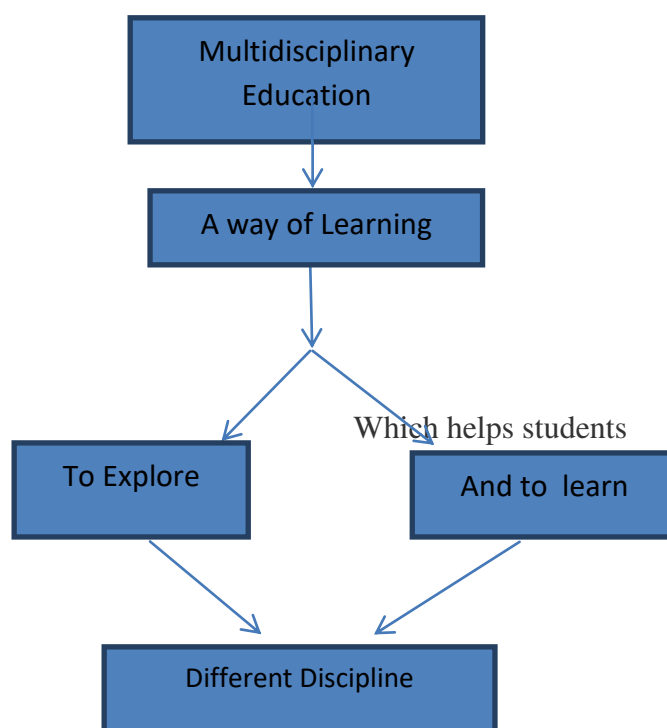 Multidisciplinary
Education
A way of Learning
Which helps students
To Explore
And to learn
Different Discipline